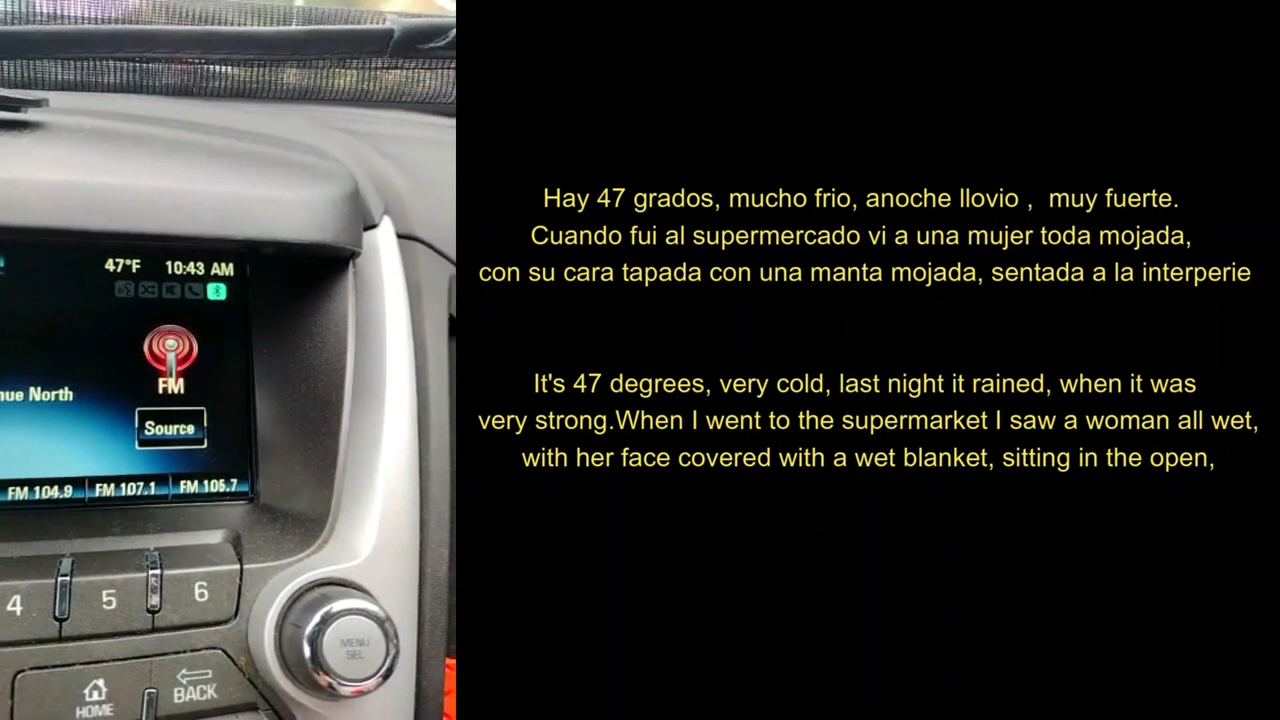 47°F 10:43 AM
FM
nue North
Source
FM 104.9 FM 107.1 FM 105.7
4 5 6
MENU
SEL
HOME
BACK
Hay 47 grados, mucho frio, anoche llovio , muy fuerte.
Cuando fui al supermercado vi a una mujer toda mojada,
con su cara tapada con una manta mojada, sentada a la interperie
It's 47 degrees, very cold, last night it rained, when it was
very strong.When I went to the supermarket I saw a woman all wet,
with her face covered with a wet blanket, sitting in the open,